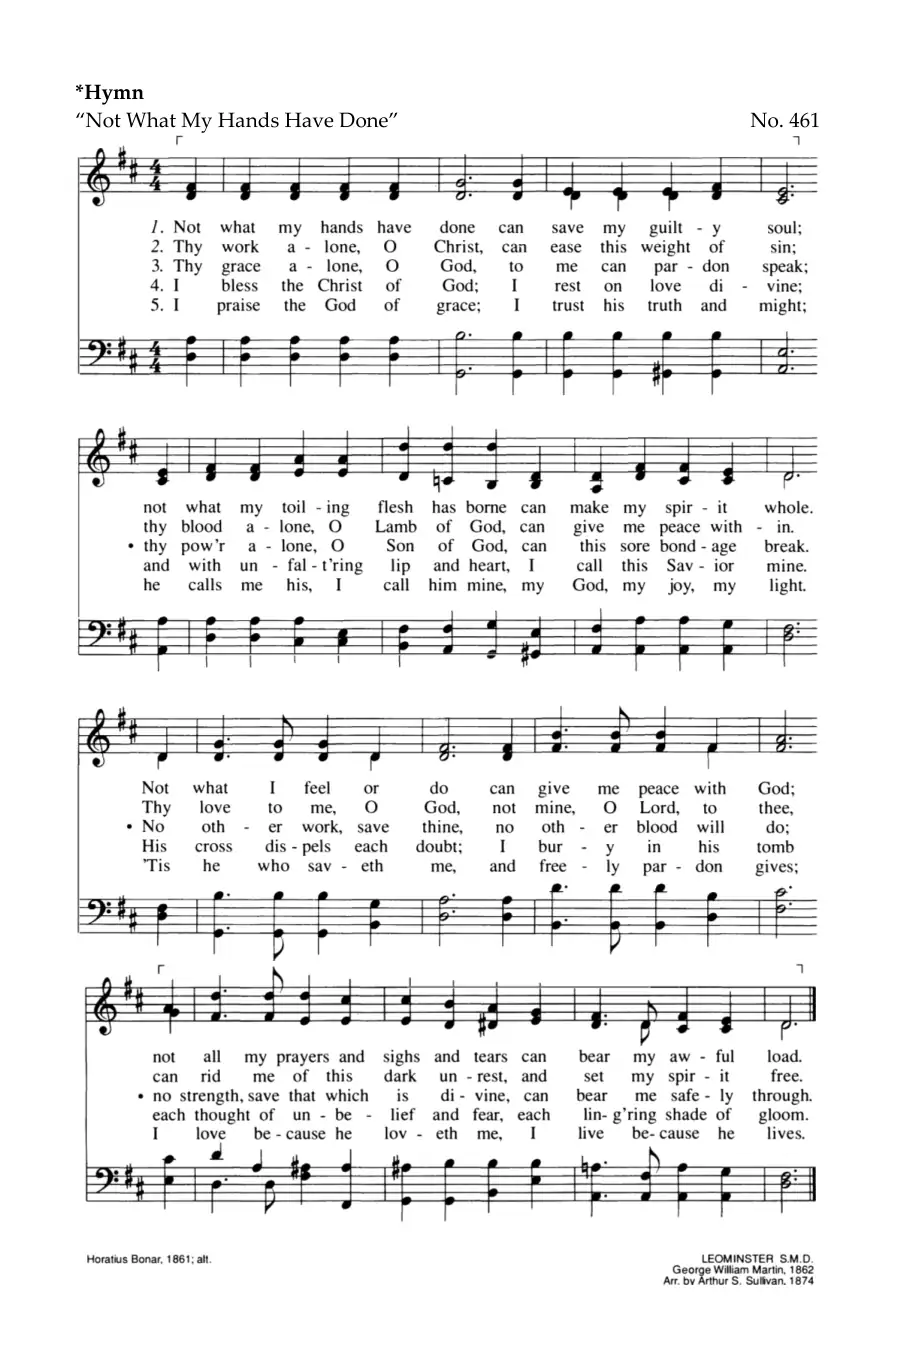 *Hymn
“Not What My Hands Have Done” No. 461
1. Not what my hands have done can save my guilt - y soul;
2. Thy work a - lone, O Christ, can ease this weight of sin;
3. Thy grace a - lone, O God, to me can par - don speak;
4. I bless the Christ of God; I rest on love di - vine;
5. I praise the God of grace; I trust his truth and might;
not what my toil - ing flesh has borne can make my spir - it whole.
thy blood a - lone, O Lamb of God, can give me peace with - in.
• thy pow'r a - lone, O Son of God, can this sore bond - age break.
and with un - fal - t'ring lip and heart, I call this Sav - ior mine.
he calls me his, I call him mine, my God, my joy, my light.
Not what I feel or do can give me peace with God;
Thy love to me, O God, not mine, O Lord, to thee,
• No oth - er work, save thine, no oth - er blood will do;
His cross dis - pels each doubt; I bur - y in his tomb
'Tis he who sav - eth me, and free - ly par - don gives;
not all my prayers and sighs and tears can bear my aw - ful load.
can rid me of this dark un - rest, and set my spir - it free.
• no strength, save that which is di - vine, can bear me safe - ly through.
each thought of un - be - lief and fear, each lin- g'ring shade of gloom.
I love be - cause he lov - eth me, I live be- cause he lives.
Horatius Bonar, 1861; alt. LEOMINSTER S.M.D.
George William Martin, 1862
Arr. by Arthur S. Sullivan, 1874